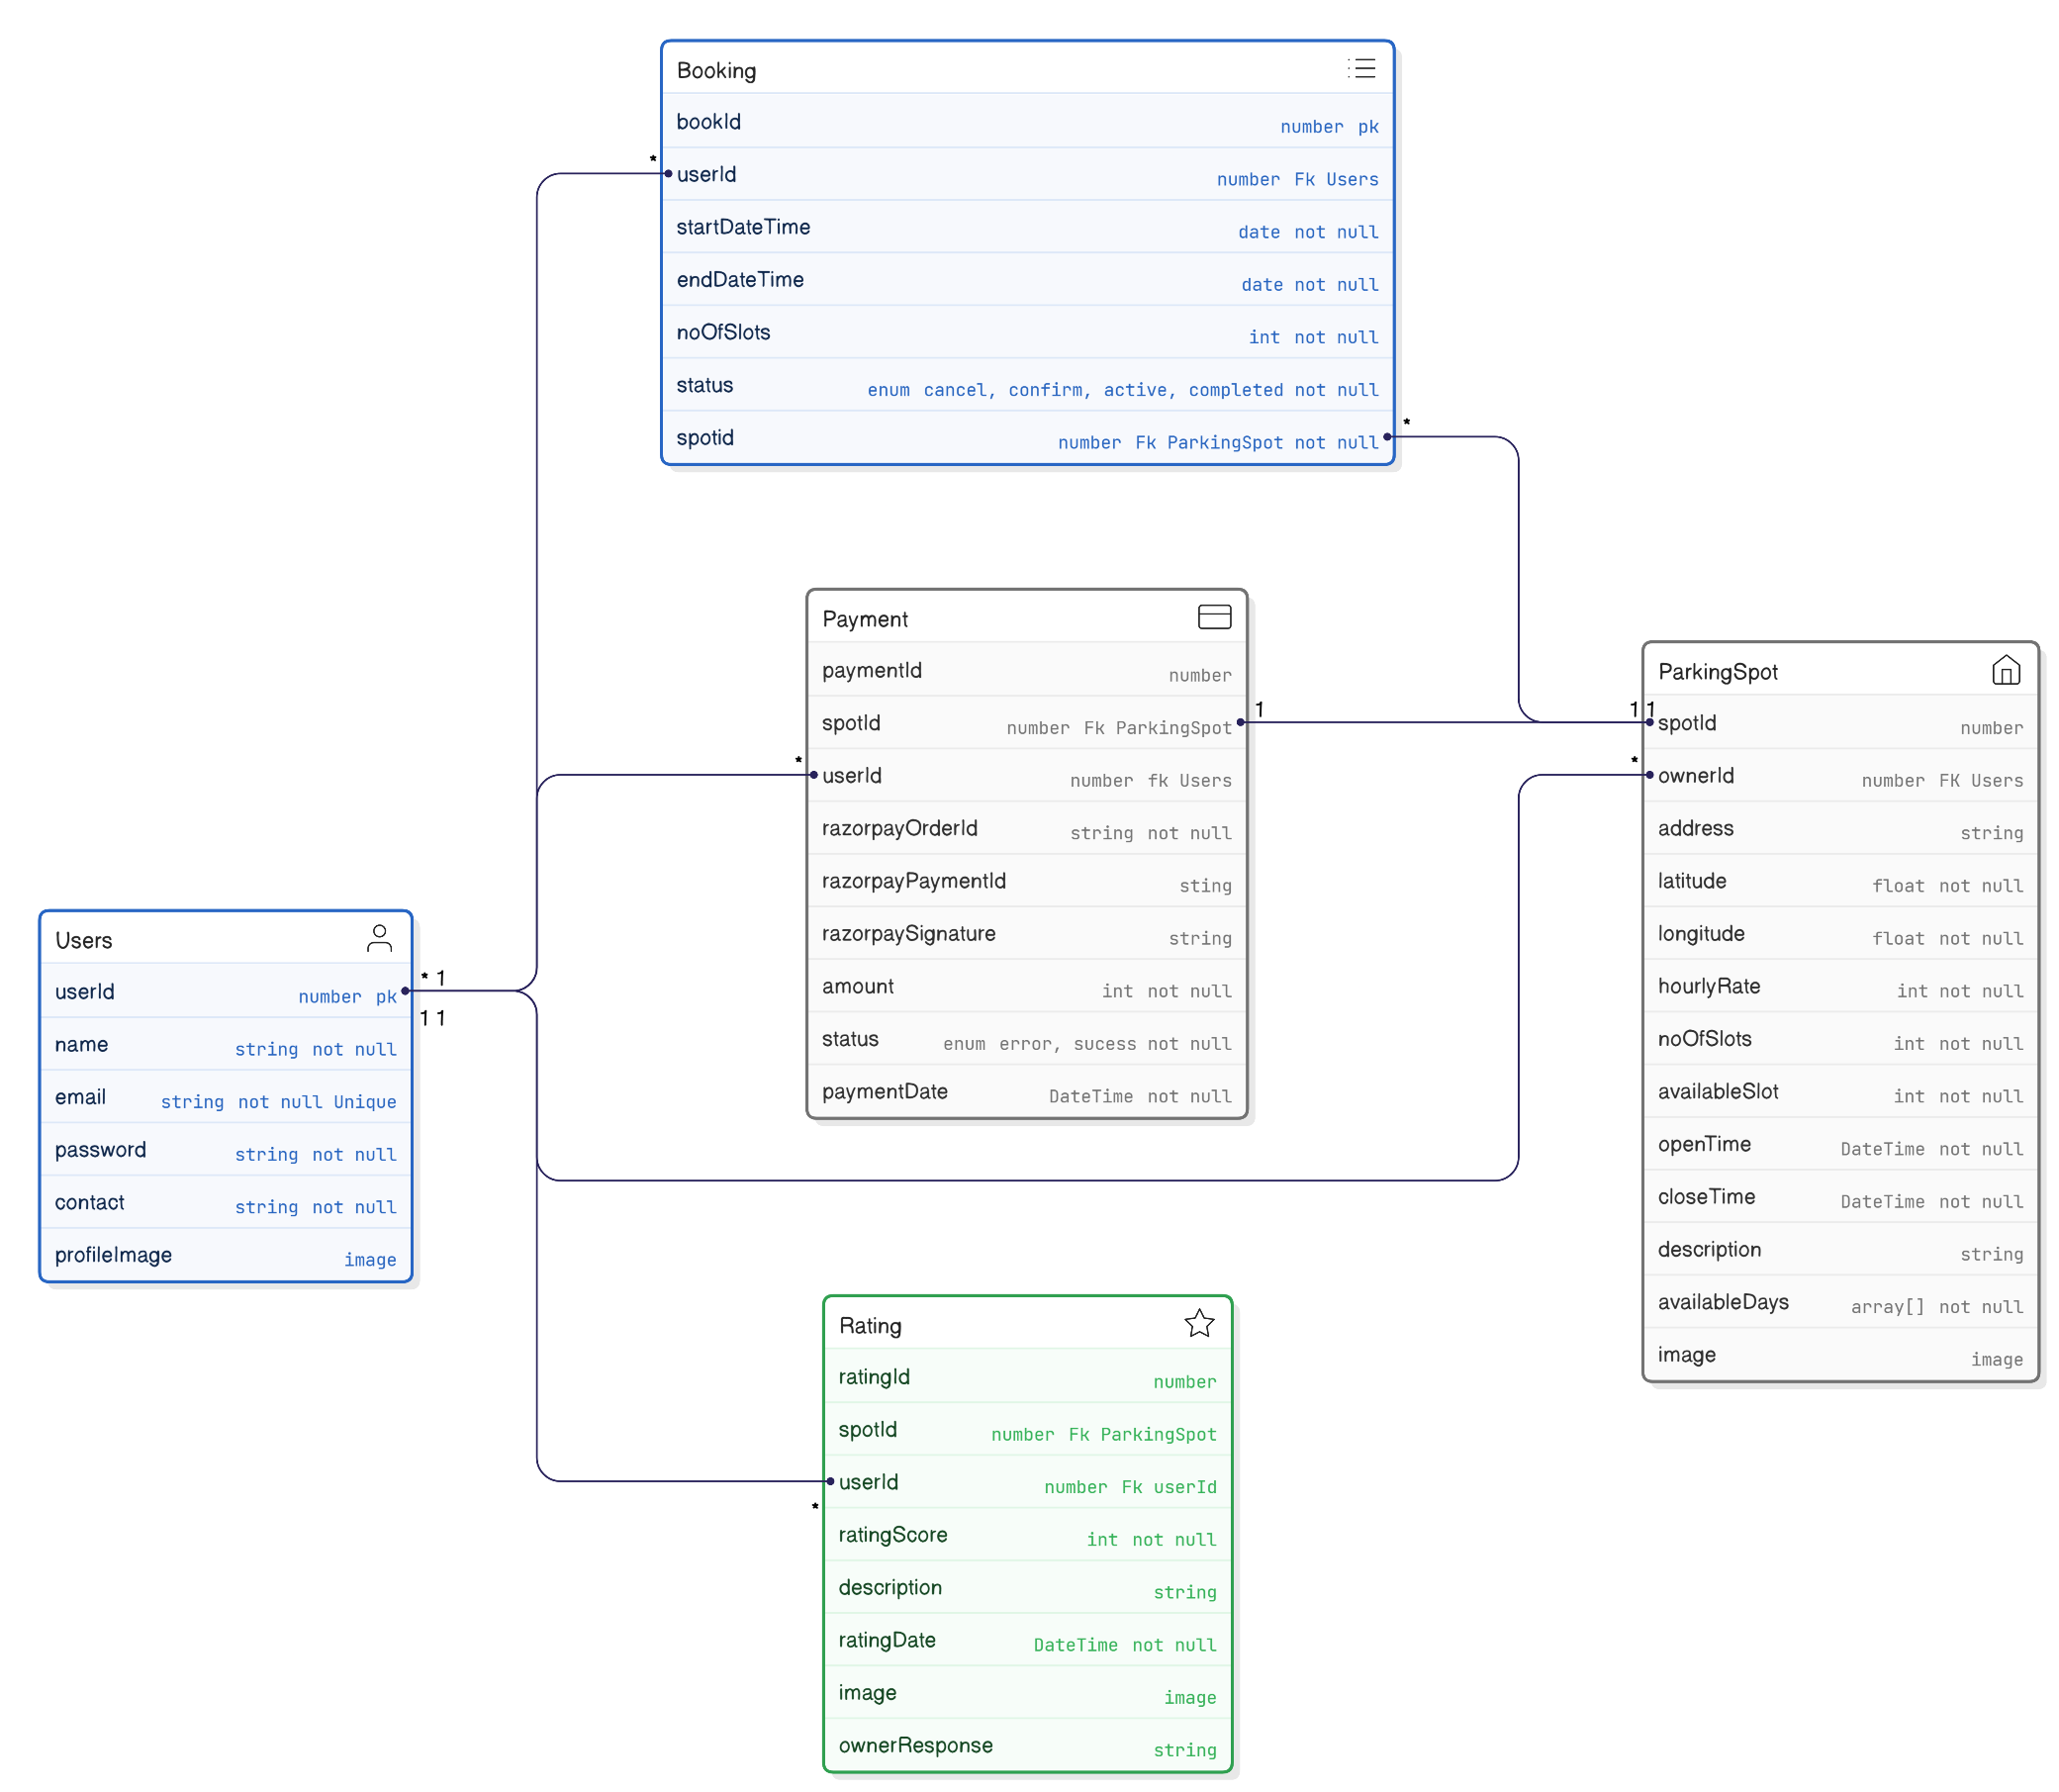 Booking
bookId number pk
* userId number Fk Users
startDateTime date not null
endDateTime date not null
noOfSlots int not null
status enum cancel, confirm, active, completed not null
spotid number Fk ParkingSpot not null *
Payment
paymentId number
spotId number Fk ParkingSpot 1
* userId number fk Users
razorpayOrderId string not null
razorpayPaymentId sting
razorpaySignature string
amount int not null
status enum error, sucess not null
paymentDate DateTime not null
ParkingSpot
1 1 spotId number
* ownerId number FK Users
address string
latitude float not null
longitude float not null
hourlyRate int not null
noOfSlots int not null
availableSlot int not null
openTime DateTime not null
closeTime DateTime not null
description string
availableDays array[] not null
image image
Users
userId number pk * 1
1 1
name string not null
email string not null Unique
password string not null
contact string not null
profileImage image
Rating
ratingId number
spotId number Fk ParkingSpot
userId number Fk userId
*
ratingScore int not null
description string
ratingDate DateTime not null
image image
ownerResponse string